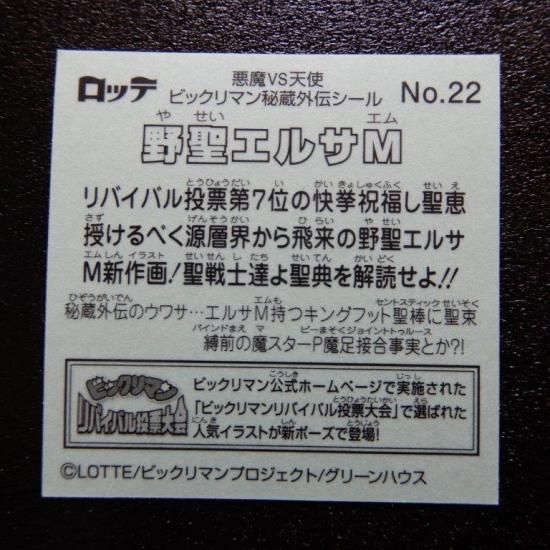 ロッテ
悪魔VS天使
ビックリマン秘蔵外伝シール
No.22
野聖エルサM
リバイバル投票第7位の快挙祝福し聖恵
授けるべく源層界から飛来の野聖エルサ
M新作画!聖戦士達よ聖典を解読せよ!!
秘蔵外伝のウワサ…エルサM持つキングフット聖棒に聖束
縛前の魔スターP魔足接合事実とか?!
ビックリマン
リバイバル投票大会
ビックリマン公式ホームページで実施された
「ビックリマンリバイバル投票大会」で選ばれた
人気イラストが新ポーズで登場!
©LOTTE/ビックリマンプロジェクト/グリーンハウス